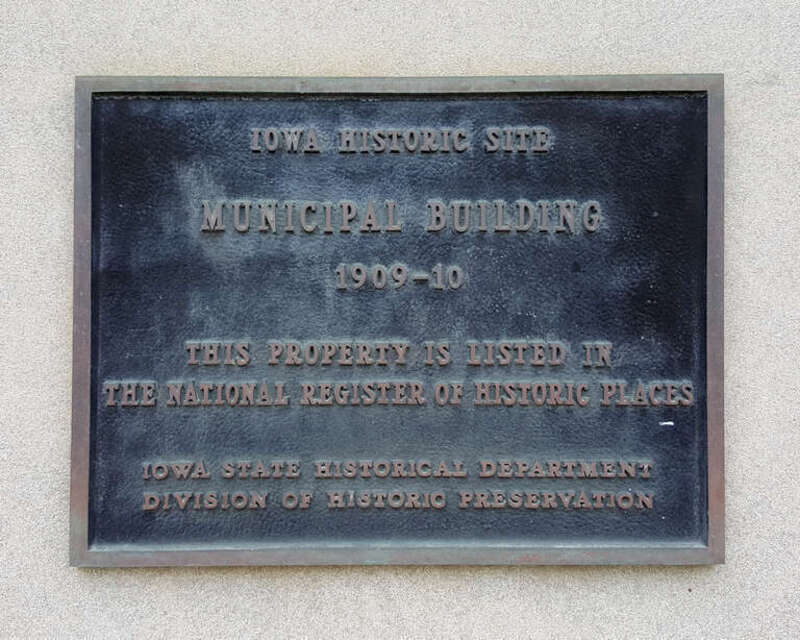 IOWA HISTORIC SITE
MUNICIPAL BUILDING
1909-10
THIS PROPERTY IS LISTED IN
THE NATIONAL REGISTER OF HISTORIC PLACES
IOWA STATE HISTORICAL DEPARTMENT
DIVISION OF HISTORIC PRESERVATION